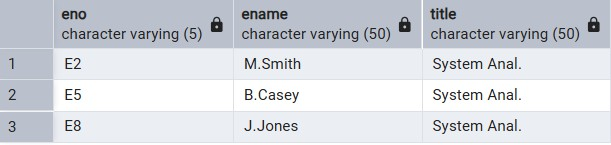 eno ename title
character varying (5) character varying (50) character varying (50)
1 E2 M.Smith System Anal.
2 E5 B.Casey System Anal.
3 E8 J.Jones System Anal.